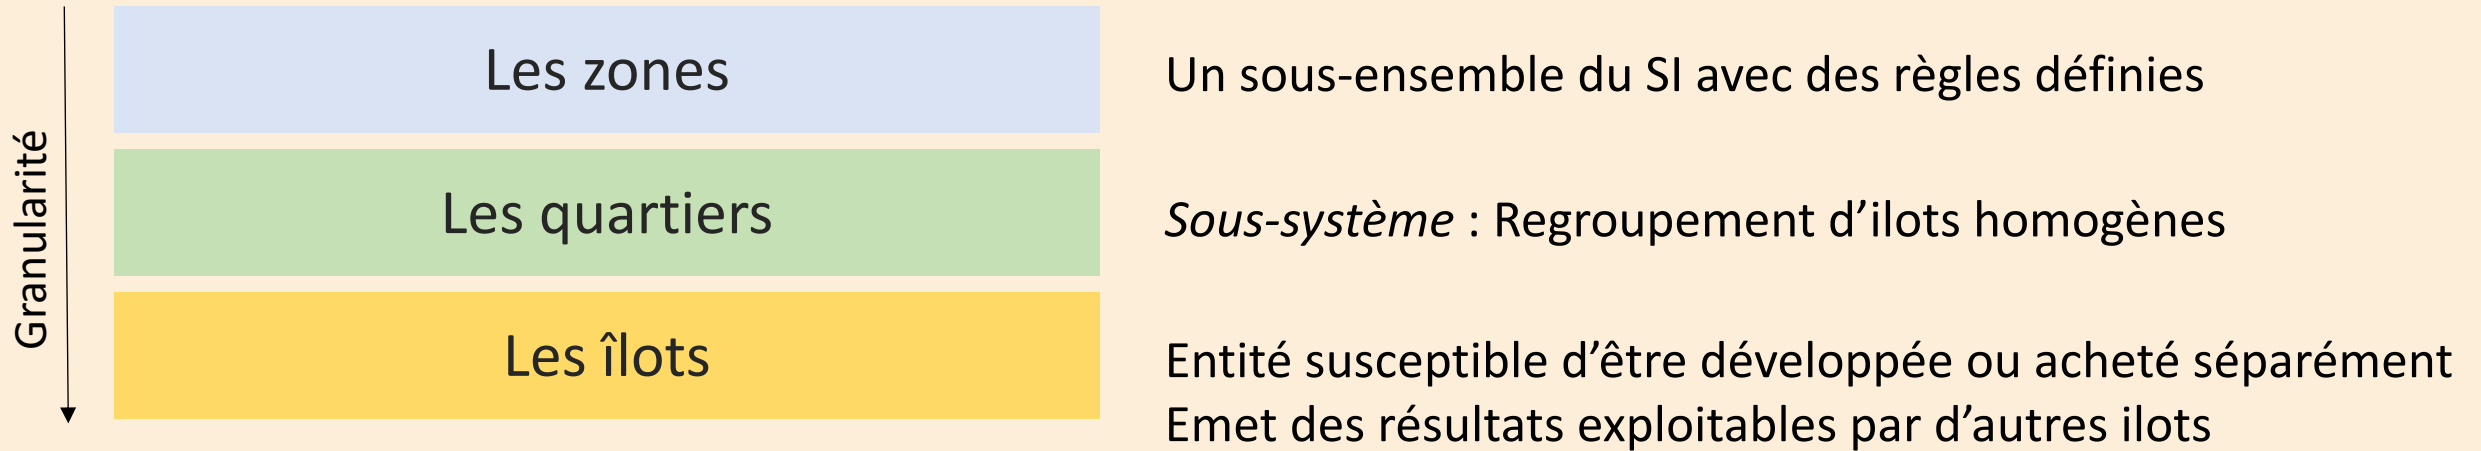 Granularité
Les zones
Un sous-ensemble du SI avec des règles définies
Les quartiers
Sous-système : Regroupement d’ilots homogènes
Les îlots
Entité susceptible d’être développée ou acheté séparément
Emet des résultats exploitables par d’autres ilots